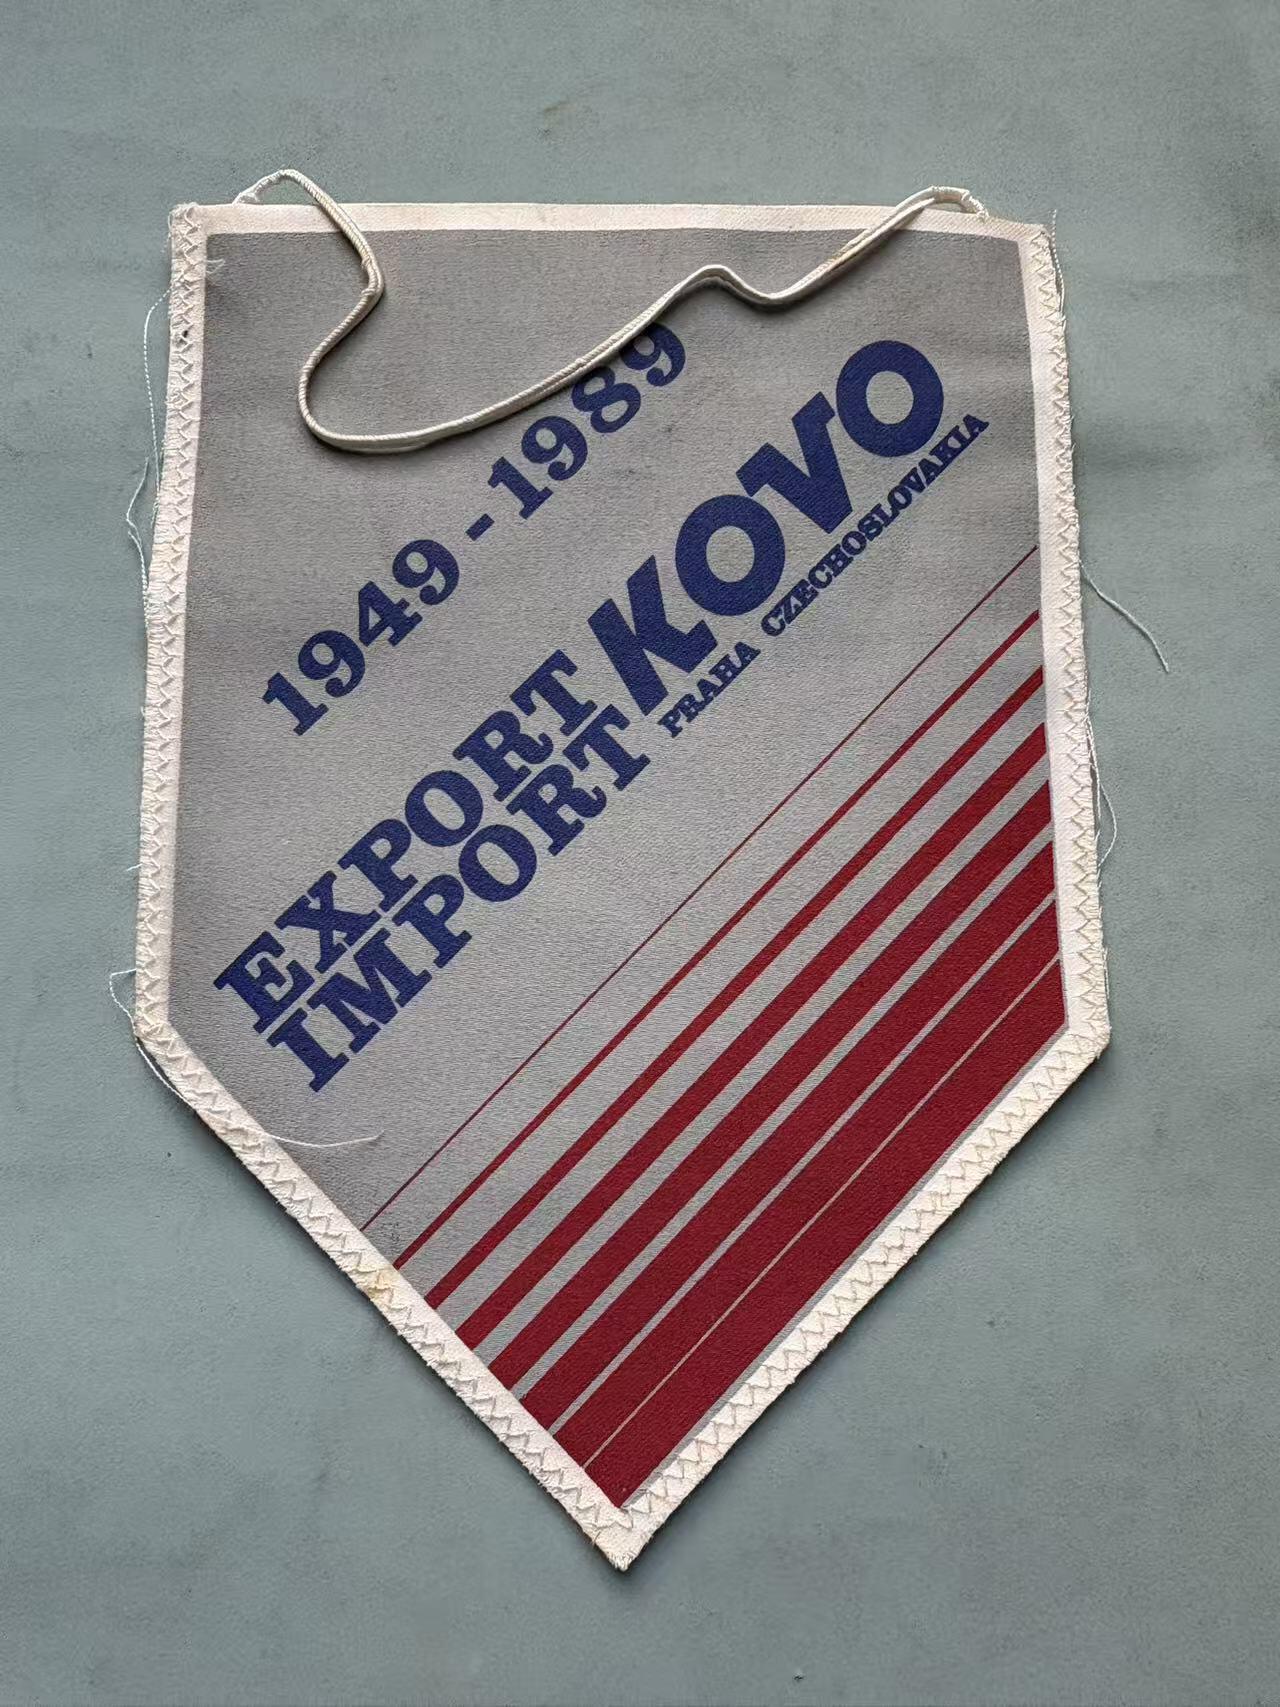 1949 - 1989
EXPORT
IMPORT
KOVO
PRAHA CZECHOSLOVAKIA